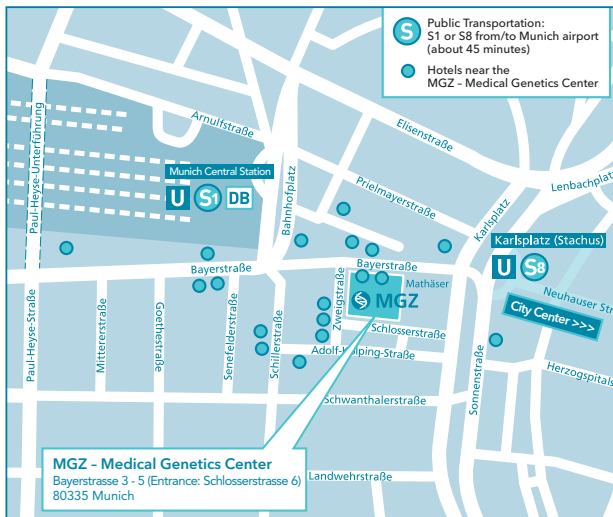 S
Public Transportation:
S1 or S8 from/to Munich airport
(about 45 minutes)
Hotels near the
MGZ – Medical Genetics Center
Paul-Heyse-Unterführung
Arnulfstraße
Elisenstraße
Lenbachplatz
Munich Central Station
U
S1
DB
Bahnhofplatz
Prielmayerstraße
Karlsplatz
Karlsplatz (Stachus)
U
S8
Bayerstraße
Bayerstraße
Mathäser
MGZ
Neuhauser Str
City Center >>>
Paul-Heyse-Straße
Mittererstraße
Goethestraße
Senefelderstraße
Schillerstraße
Zweigstraße
Schlosserstraße
Adolf-Kolping-Straße
Sonnenstraße
Herzogspitals
Schwanthalerstraße
Landwehrstraße
MGZ – Medical Genetics Center
Bayerstrasse 3 - 5 (Entrance: Schlosserstrasse 6)
80335 Munich